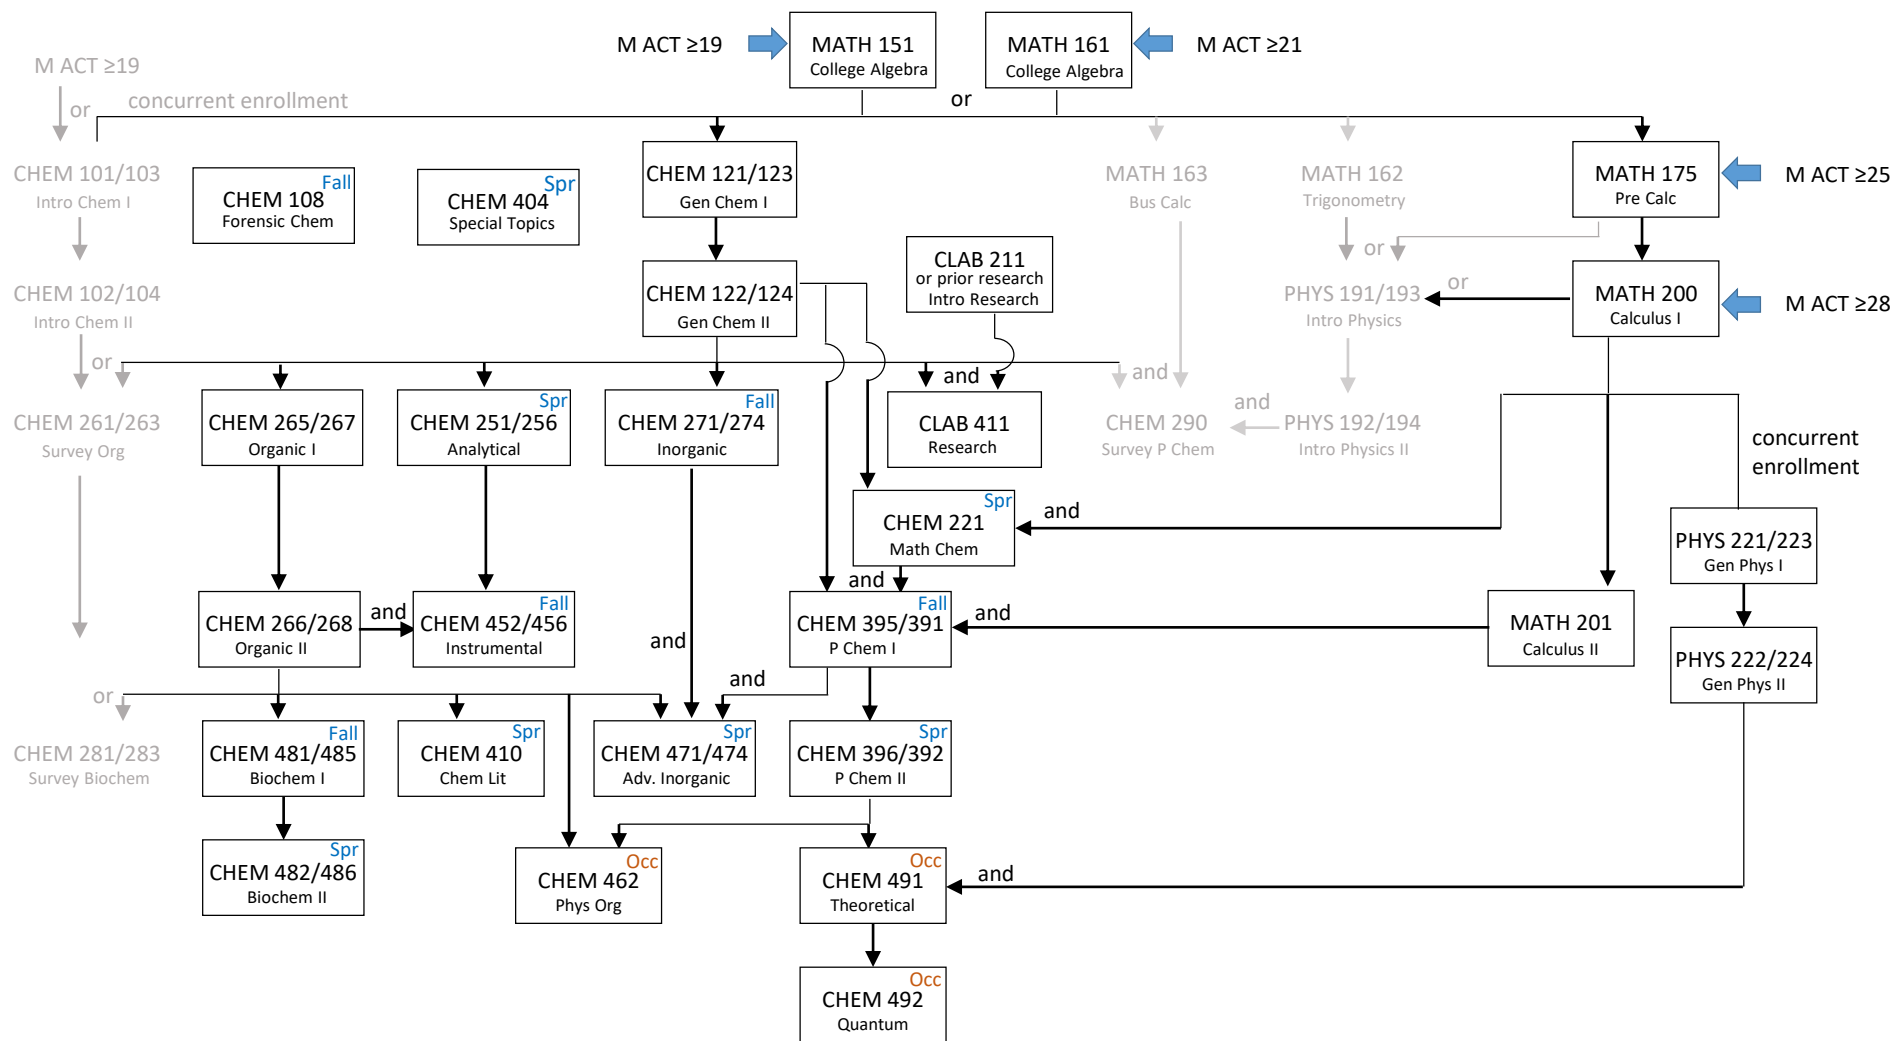 M ACT ≥19
MATH 151
College Algebra
MATH 161
College Algebra
M ACT ≥21
M ACT ≥19
or
concurrent enrollment
or
CHEM 101/103
Intro Chem I
Fall
CHEM 108
Forensic Chem
Spr
CHEM 404
Special Topics
CHEM 121/123
Gen Chem I
MATH 163
Bus Calc
MATH 162
Trigonometry
MATH 175
Pre Calc
M ACT ≥25
or
CHEM 102/104
Intro Chem II
CHEM 122/124
Gen Chem II
CLAB 211
or prior research
Intro Research
PHYS 191/193
Intro Physics
or
MATH 200
Calculus I
M ACT ≥28
or
and
and
CHEM 261/263
Survey Org
CHEM 265/267
Organic I
Spr
CHEM 251/256
Analytical
Fall
CHEM 271/274
Inorganic
CLAB 411
Research
CHEM 290
Survey P Chem
and
PHYS 192/194
Intro Physics II
concurrent
enrollment
Spr
CHEM 221
Math Chem
and
PHYS 221/223
Gen Phys I
and
CHEM 266/268
Organic II
and
Fall
CHEM 452/456
Instrumental
and
Fall
CHEM 395/391
P Chem I
and
MATH 201
Calculus II
PHYS 222/224
Gen Phys II
or
and
CHEM 281/283
Survey Biochem
Fall
CHEM 481/485
Biochem I
Spr
CHEM 410
Chem Lit
Spr
CHEM 471/474
Adv. Inorganic
Spr
CHEM 396/392
P Chem II
Spr
CHEM 482/486
Biochem II
Occ
CHEM 462
Phys Org
Occ
CHEM 491
Theoretical
and
Occ
CHEM 492
Quantum